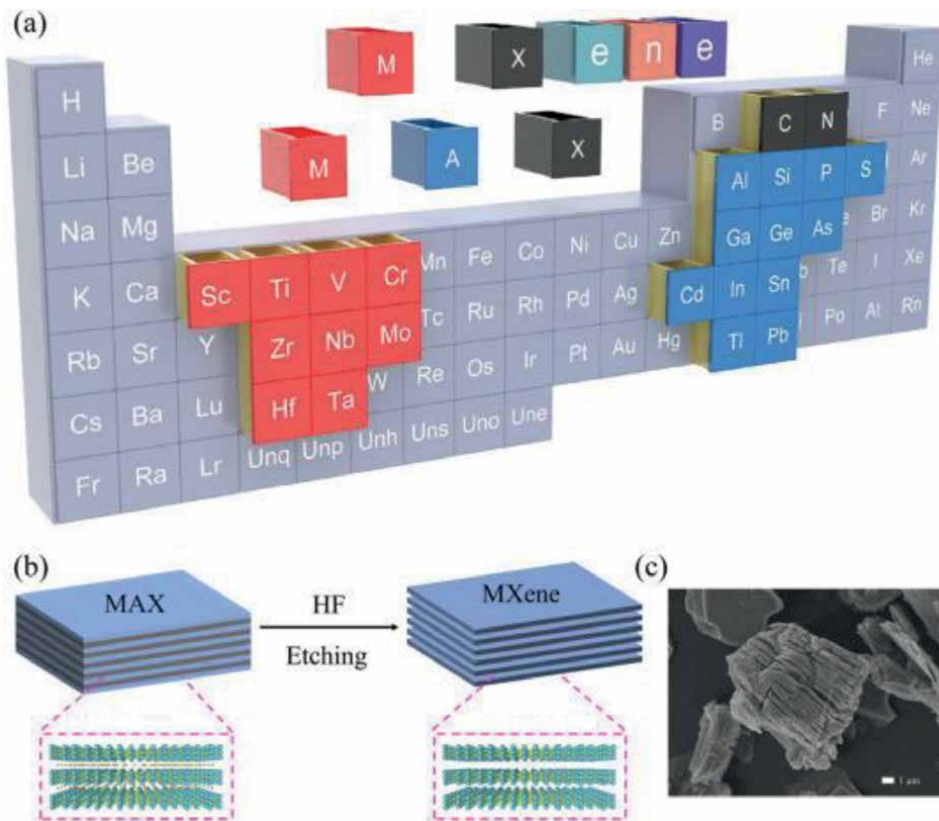 (a)
M X e n e
M A X
H He
Li Be B C N F Ne
Na Mg Al Si P S Ar
K Ca Sc Ti V Cr Mn Fe Co Ni Cu Zn Ga Ge As Br Kr
Rb Sr Y Zr Nb Mo Tc Ru Rh Pd Ag Cd In Sn Te I Xe
Cs Ba Lu Hf Ta W Re Os Ir Pt Au Hg Tl Pb Po At Rn
Fr Ra Lr Unq Unp Unh Uns Uno Une
(b)
MAX
HF
Etching
MXene
(c)
1 μm